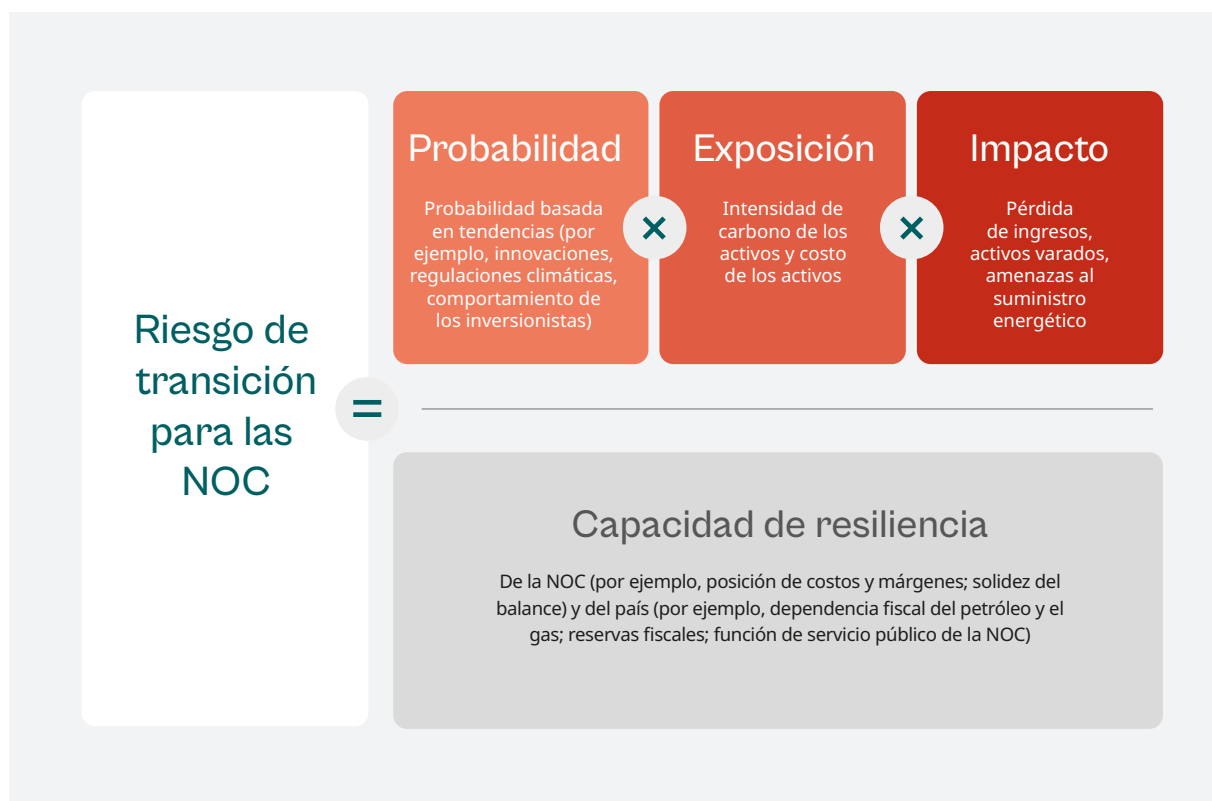 Riesgo de
transición
para las
NOC
=
Probabilidad
Probabilidad basada
en tendencias (por
ejemplo, innovaciones,
regulaciones climáticas,
comportamiento de
los inversionistas)
×
Exposición
Intensidad de
carbono de los
activos y costo
de los activos
×
Impacto
Pérdida
de ingresos,
activos varados,
amenazas al
suministro
energético
Capacidad de resiliencia
De la NOC (por ejemplo, posición de costos y márgenes; solidez del
balance) y del país (por ejemplo, dependencia fiscal del petróleo y el
gas; reservas fiscales; función de servicio público de la NOC)